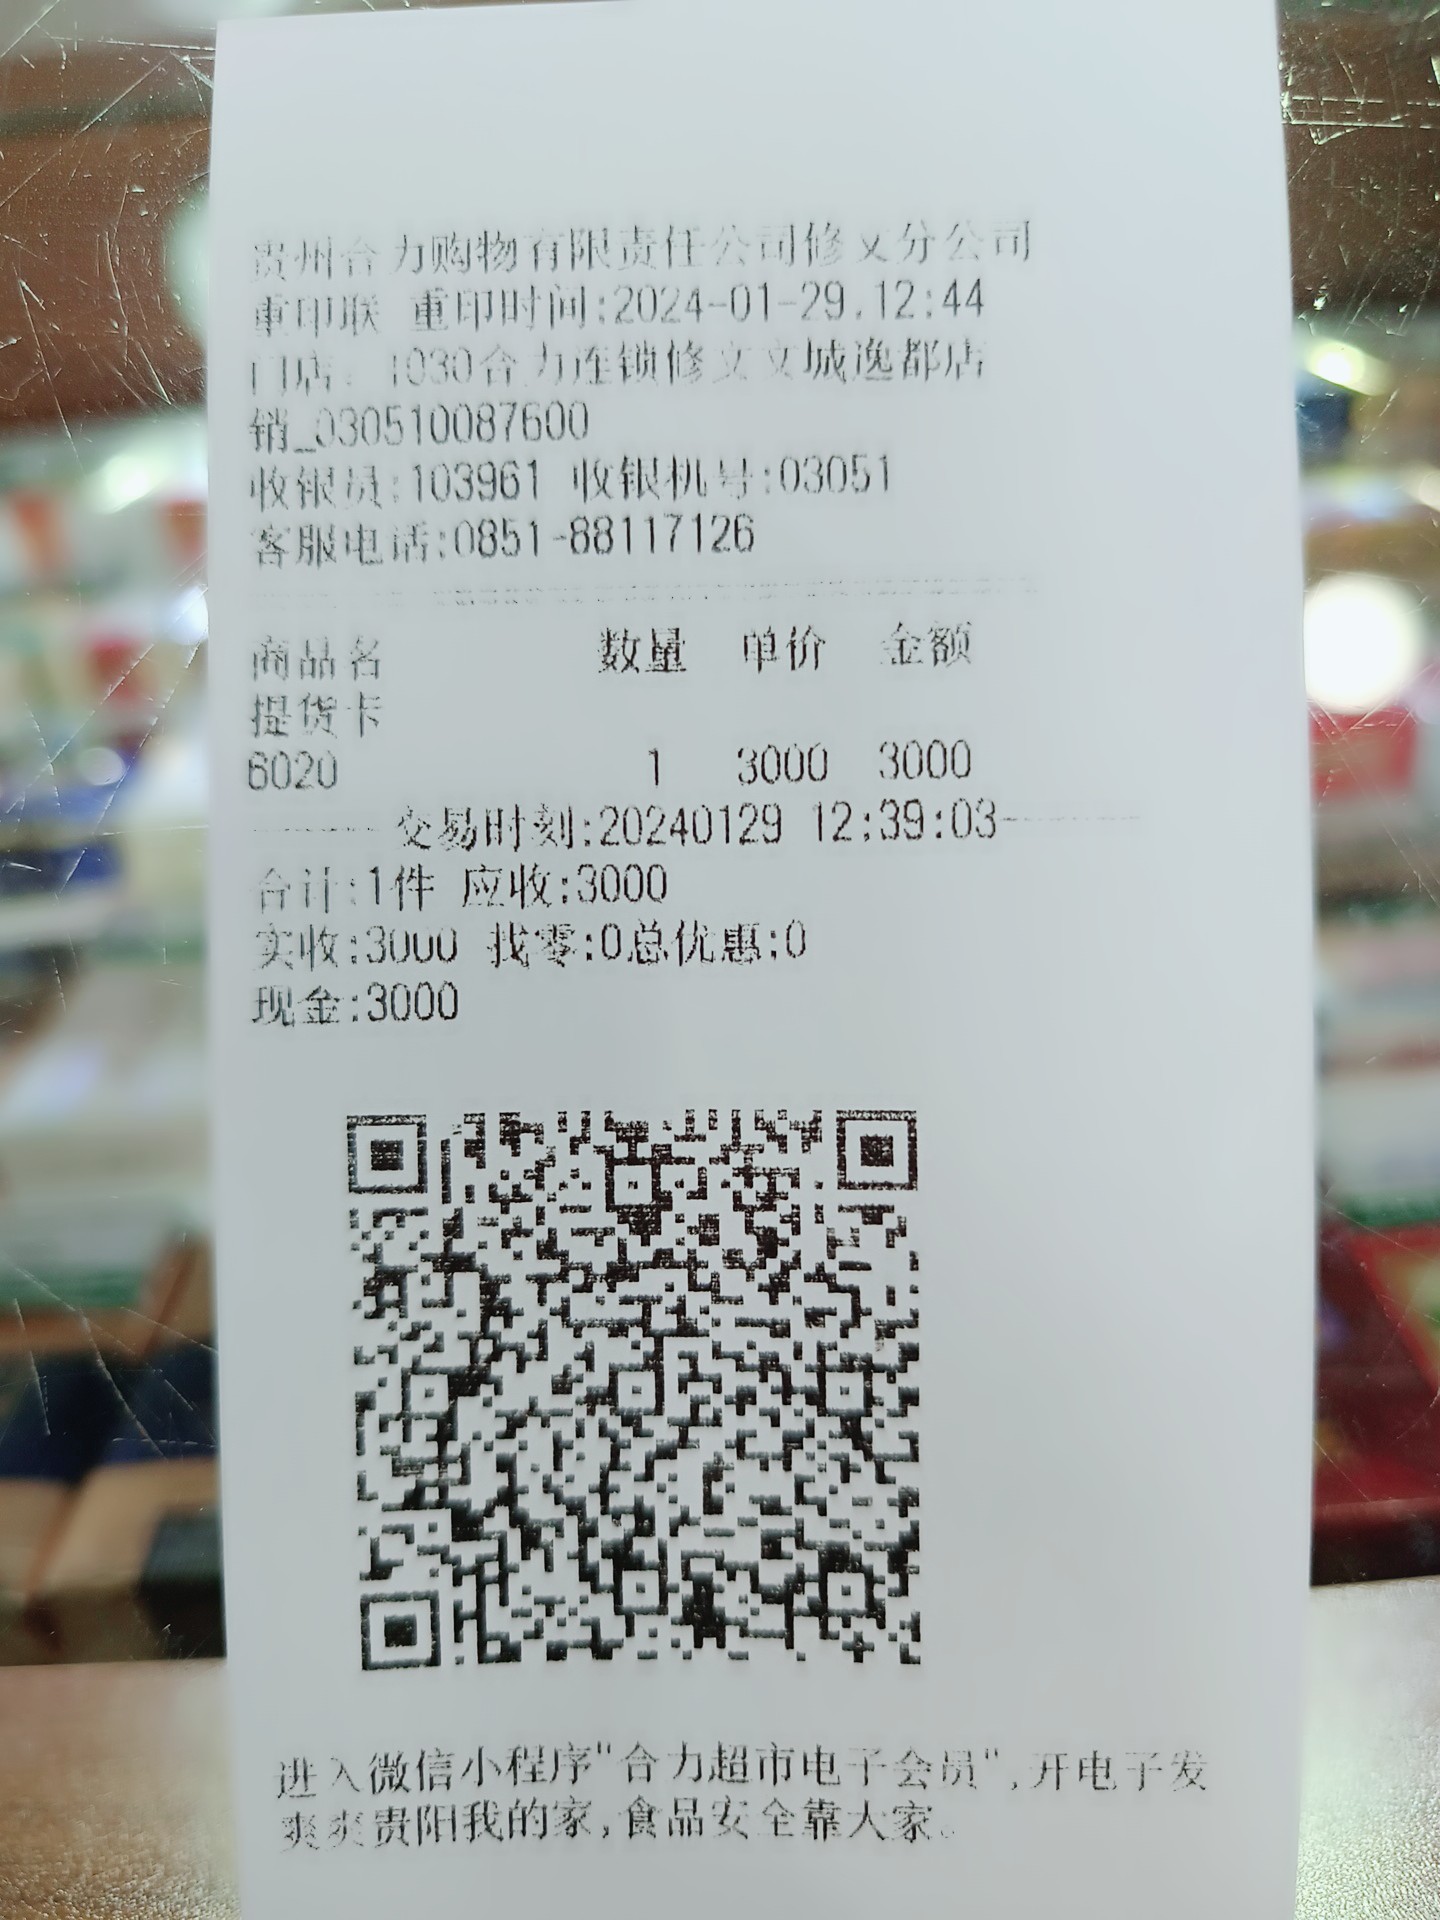 贵州合力购物有限责任公司修文分公司
重印联 重印时间:2024-01-29.12:44
门店: 1030合力连锁修文文城逸都店
销_030510087600
收银员:103961 收银机号:03051
客服电话:0851-88117126
商品名 数量 单价 金额
提货卡
6020 1 3000 3000
交易时刻:20240129 12:39:03
合计:1件 应收:3000
实收:3000 找零:0总优惠:0
现金:3000
进入微信小程序"合力超市电子会员",开电子发
爽爽贵阳我的家,食品安全靠大家。